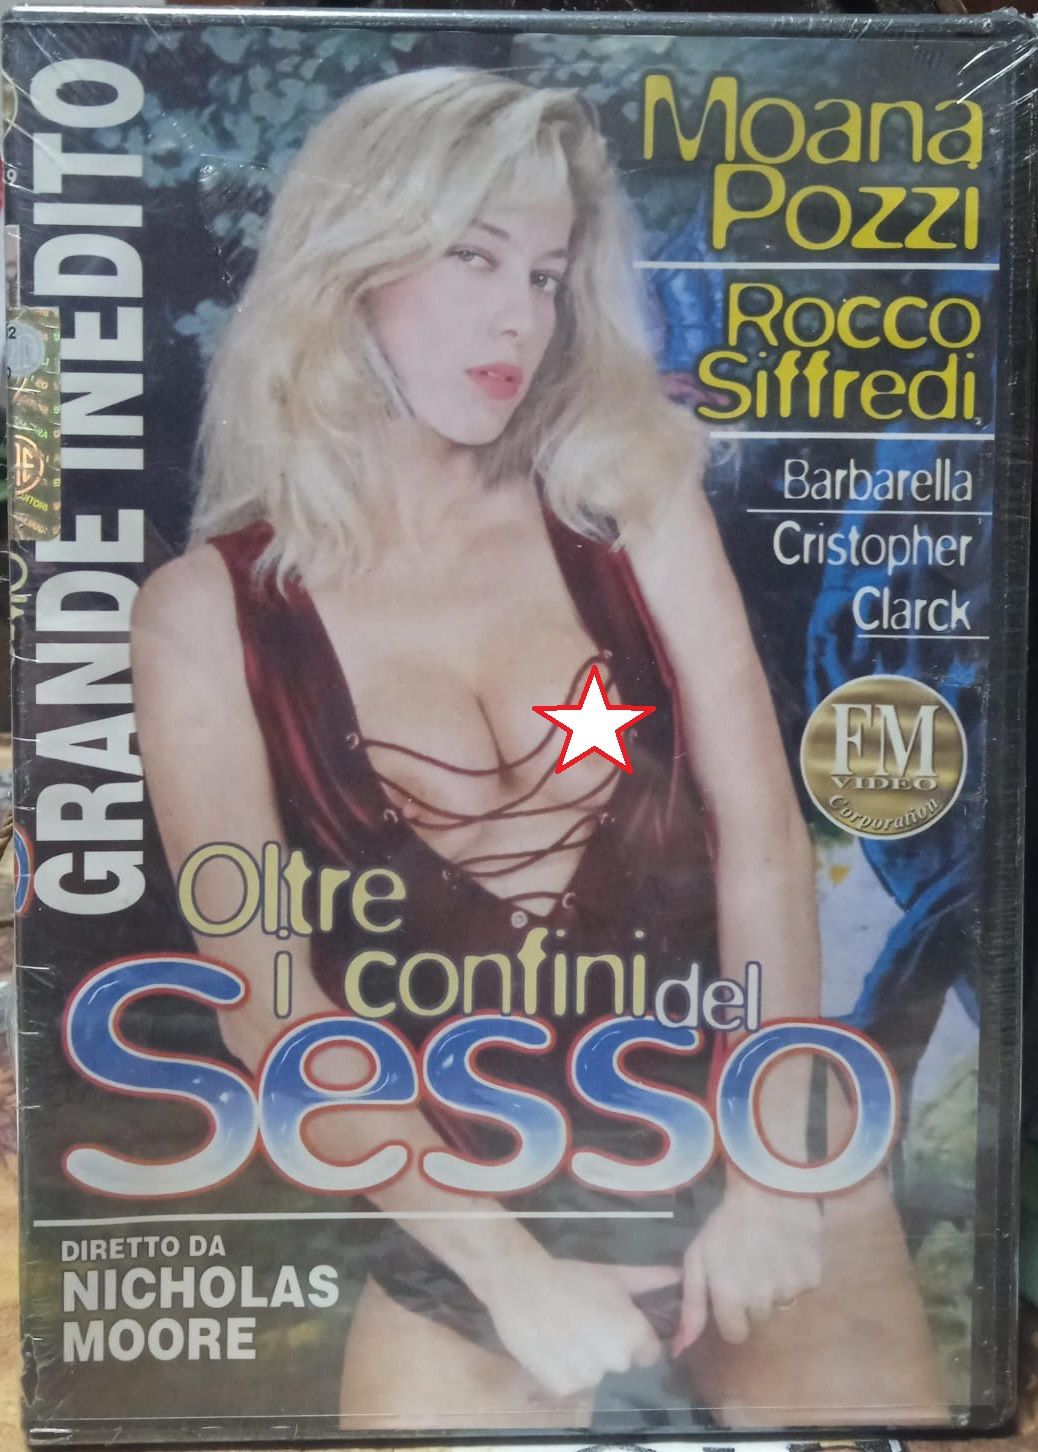 GRANDE INEDITO
Moana
Pozzi
Rocco
Siffredi
Barbarella
Cristopher
Clarck
FM
VIDEO
Corporation
Oltre
i confini del
Sesso
DIRETTO DA
NICHOLAS
MOORE